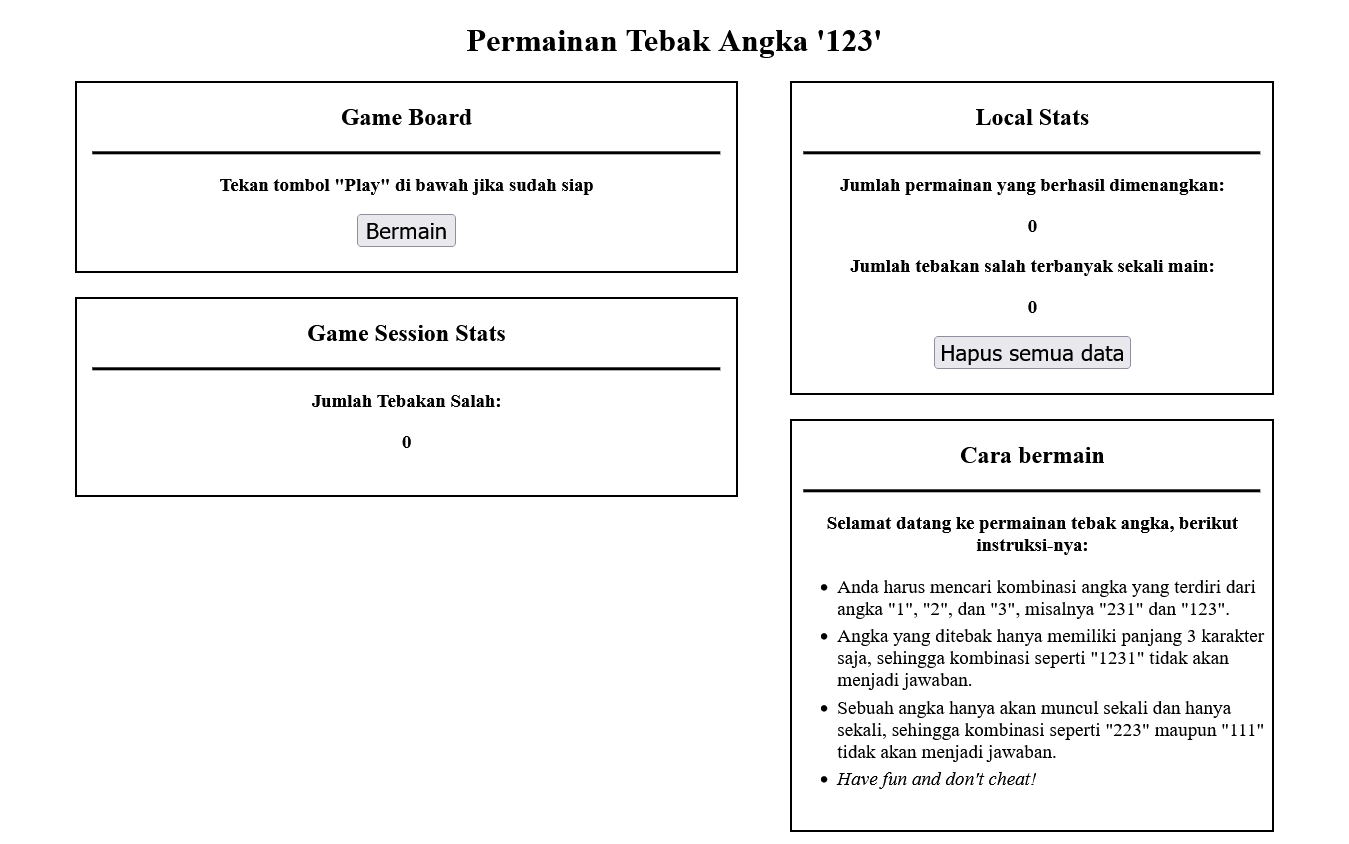 Permainan Tebak Angka '123'
Game Board
Tekan tombol "Play" di bawah jika sudah siap
Bermain
Game Session Stats
Jumlah Tebakan Salah:
0
Local Stats
Jumlah permainan yang berhasil dimenangkan:
0
Jumlah tebakan salah terbanyak sekali main:
0
Hapus semua data
Cara bermain
Selamat datang ke permainan tebak angka, berikut
instruksi-nya:
• Anda harus mencari kombinasi angka yang terdiri dari
angka "1", "2", dan "3", misalnya "231" dan "123".
• Angka yang ditebak hanya memiliki panjang 3 karakter
saja, sehingga kombinasi seperti "1231" tidak akan
menjadi jawaban.
• Sebuah angka hanya akan muncul sekali dan hanya
sekali, sehingga kombinasi seperti "223" maupun "111"
tidak akan menjadi jawaban.
• Have fun and don't cheat!